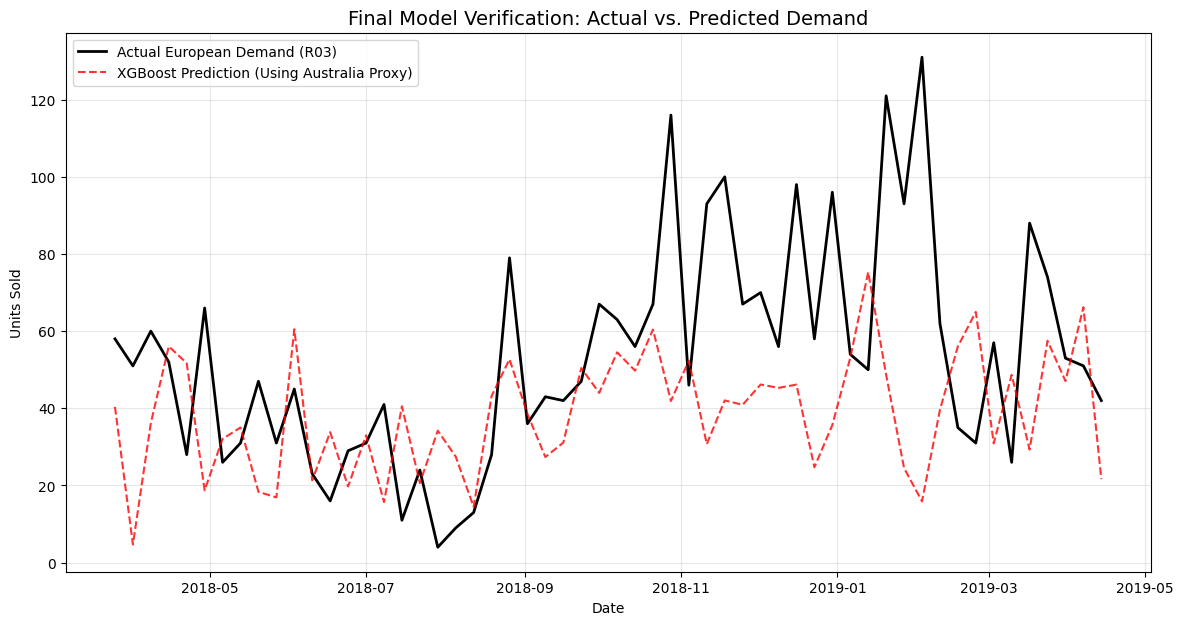 Final Model Verification: Actual vs. Predicted Demand
Actual European Demand (R03)
XGBoost Prediction (Using Australia Proxy)
Units Sold
120
100
80
60
40
20
0
2018-05
2018-07
2018-09
2018-11
2019-01
2019-03
2019-05
Date